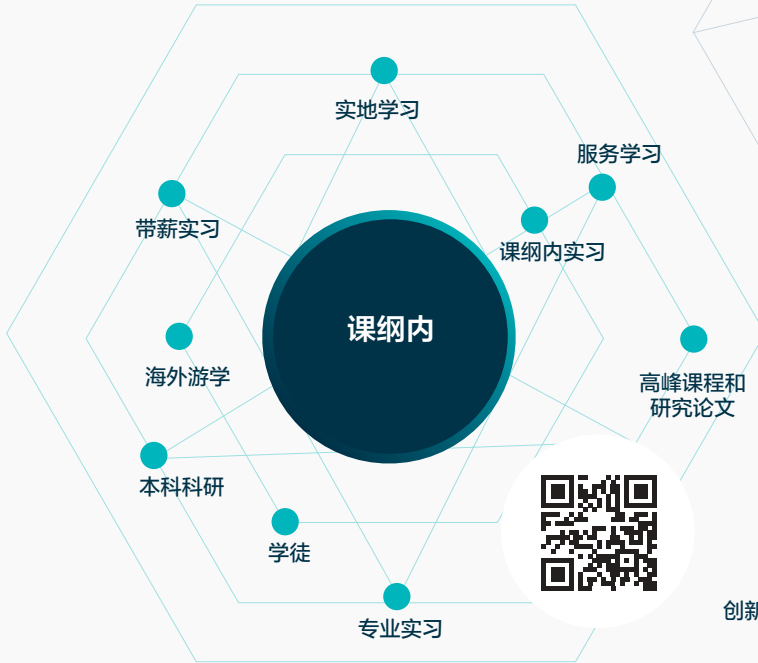 实地学习
服务学习
带薪实习
课纲内实习
课纲内
海外游学
高峰课程和
研究论文
本科科研
学徒
创新
专业实习